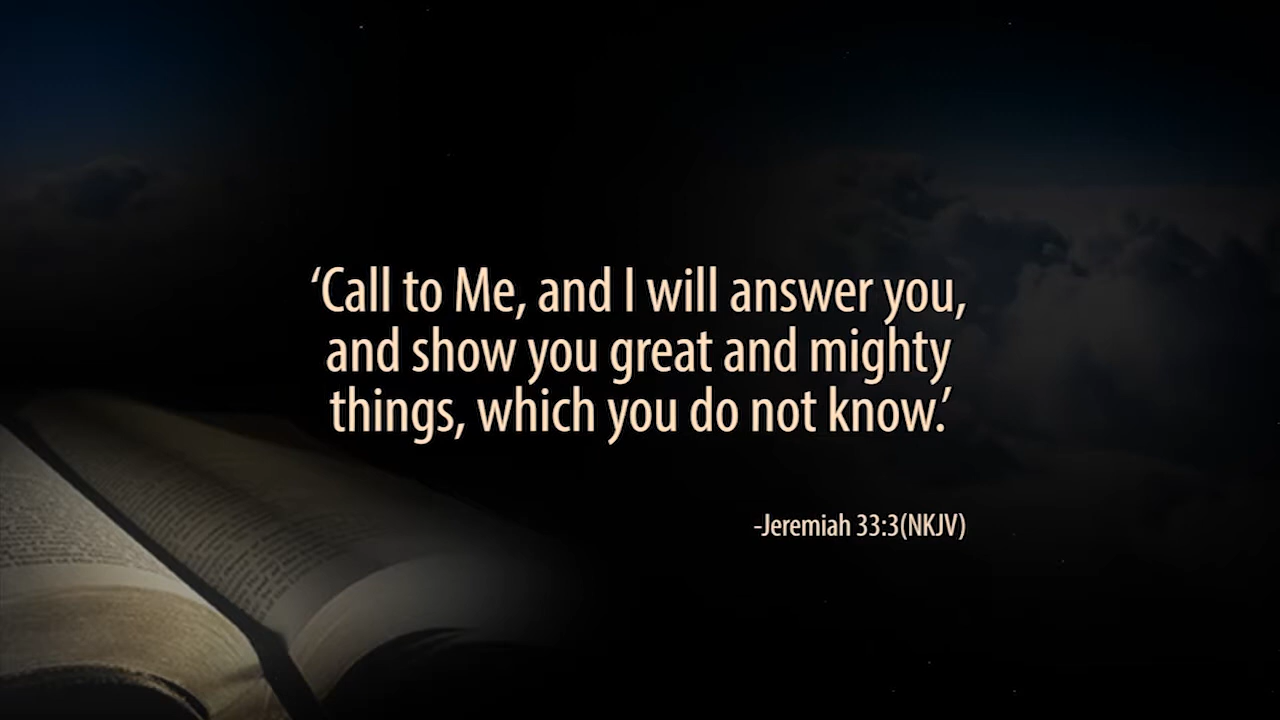 ‘Call to Me, and I will answer you,
and show you great and mighty
things, which you do not know.’
-Jeremiah 33:3(NKJV)